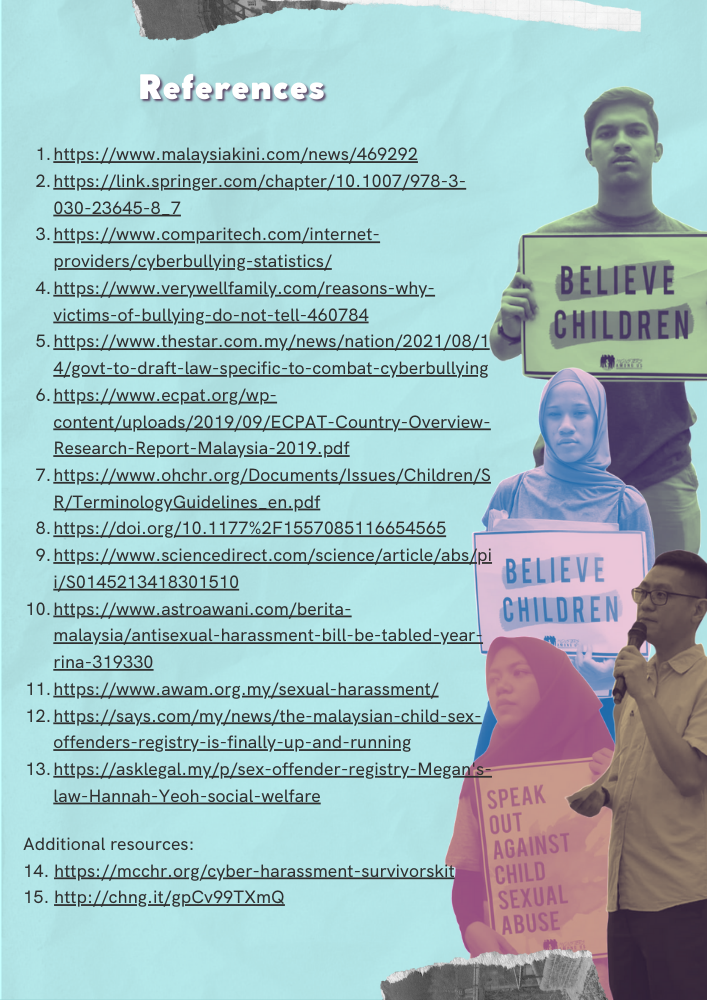 References
1. https://www.malaysiakini.com/news/469292
2. https://link.springer.com/chapter/10.1007/978-3-
030-23645-8_7
3. https://www.comparitech.com/internet-
providers/cyberbullying-statistics/
4. https://www.verywellfamily.com/reasons-why-
victims-of-bullying-do-not-tell-460784
5. https://www.thestar.com.my/news/nation/2021/08/1
4/govt-to-draft-law-specific-to-combat-cyberbullying
6. https://www.ecpat.org/wp-
content/uploads/2019/09/ECPAT-Country-Overview-
Research-Report-Malaysia-2019.pdf
7. https://www.ohchr.org/Documents/Issues/Children/S
R/TerminologyGuidelines_en.pdf
8. https://doi.org/10.1177%2F1557085116654565
9. https://www.sciencedirect.com/science/article/abs/pi
i/S0145213418301510
10. https://www.astroawani.com/berita-
malaysia/antisexual-harassment-bill-be-tabled-year-
rina-319330
11. https://www.awam.org.my/sexual-harassment/
12. https://says.com/my/news/the-malaysian-child-sex-
offenders-registry-is-finally-up-and-running
13. https://asklegal.my/p/sex-offender-registry-Megan's-
law-Hannah-Yeoh-social-welfare
Additional resources:
14. https://mcchr.org/cyber-harassment-survivorskit
15. http://chng.it/gpCv99TXmQ
BELIEVE
CHILDREN
BELIEVE
CHILDREN
SPEAK
OUT
AGAINST
CHILD
SEXUAL
ABUSE